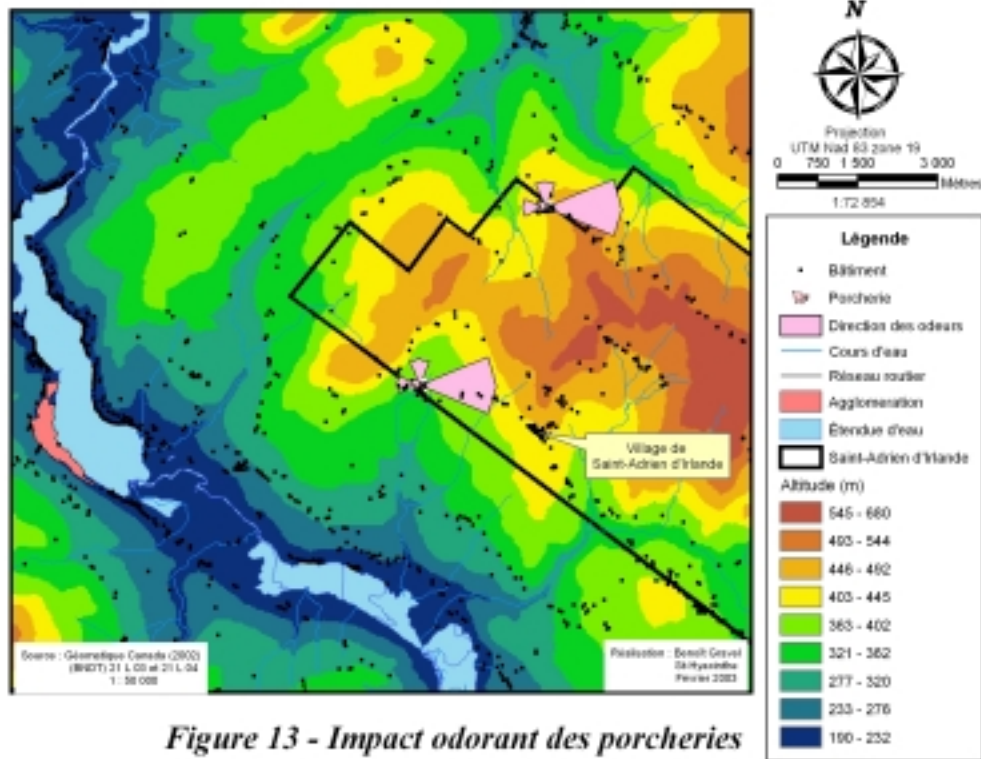 N
Projection
UTM Nad 83 zone 19
0 750 1 500 3 000
Mètres
1:72 894
Légende
Bâtiment
Porcherie
Direction des odeurs
Cours d'eau
Réseau routier
Agglomération
Étendue d'eau
Saint-Adrien d'Irlande
Altitude (m)
545 - 680
493 - 544
446 - 492
403 - 445
363 - 402
321 - 362
277 - 320
233 - 276
190 - 232
Village de
Saint-Adrien d'Irlande
Source : Géomatique Canada (2002)
(BNDT) 21 L 03 et 21 L 04
1 : 50 000
Réalisation : Benoît Gravel
St-Hyacinthe
Février 2003
Figure 13 - Impact odorant des porcheries